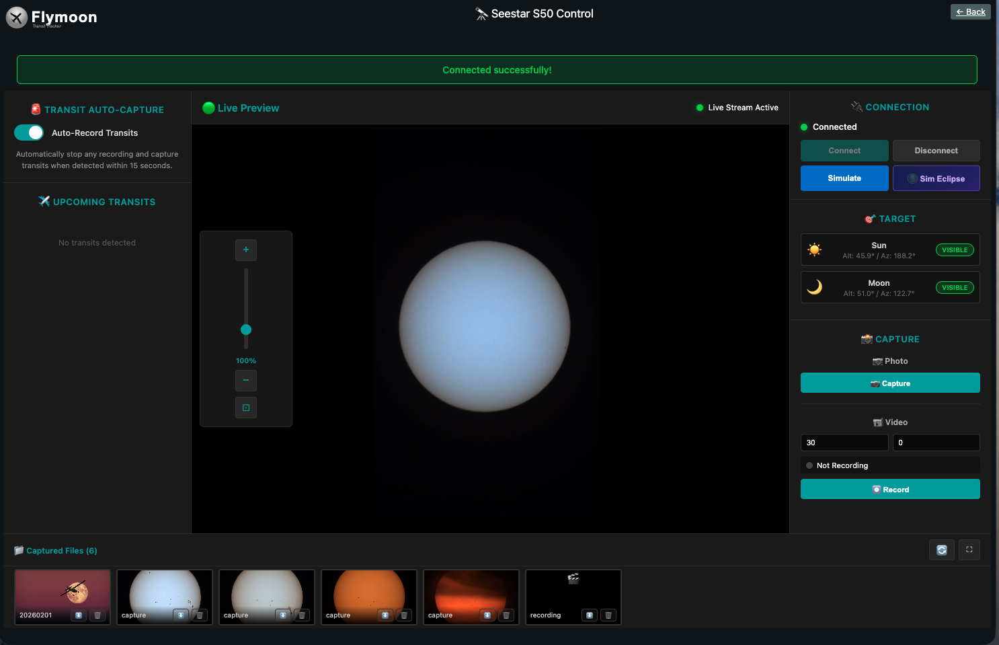 Flymoon
Transit Tracker
Seestar S50 Control
← Back
Connected successfully!
TRANSIT AUTO-CAPTURE
Auto-Record Transits
Automatically stop any recording and capture
transits when detected within 15 seconds.
UPCOMING TRANSITS
No transits detected
Live Preview
Live Stream Active
+
100%
−
CONNECTION
Connected
Connect
Disconnect
Simulate
Sim Eclipse
TARGET
Sun
Alt: 45.9° / Az: 188.2°
VISIBLE
Moon
Alt: 51.0° / Az: 122.7°
VISIBLE
CAPTURE
Photo
Capture
Video
30
0
Not Recording
Record
Captured Files (6)
20260201
capture
capture
capture
capture
recording